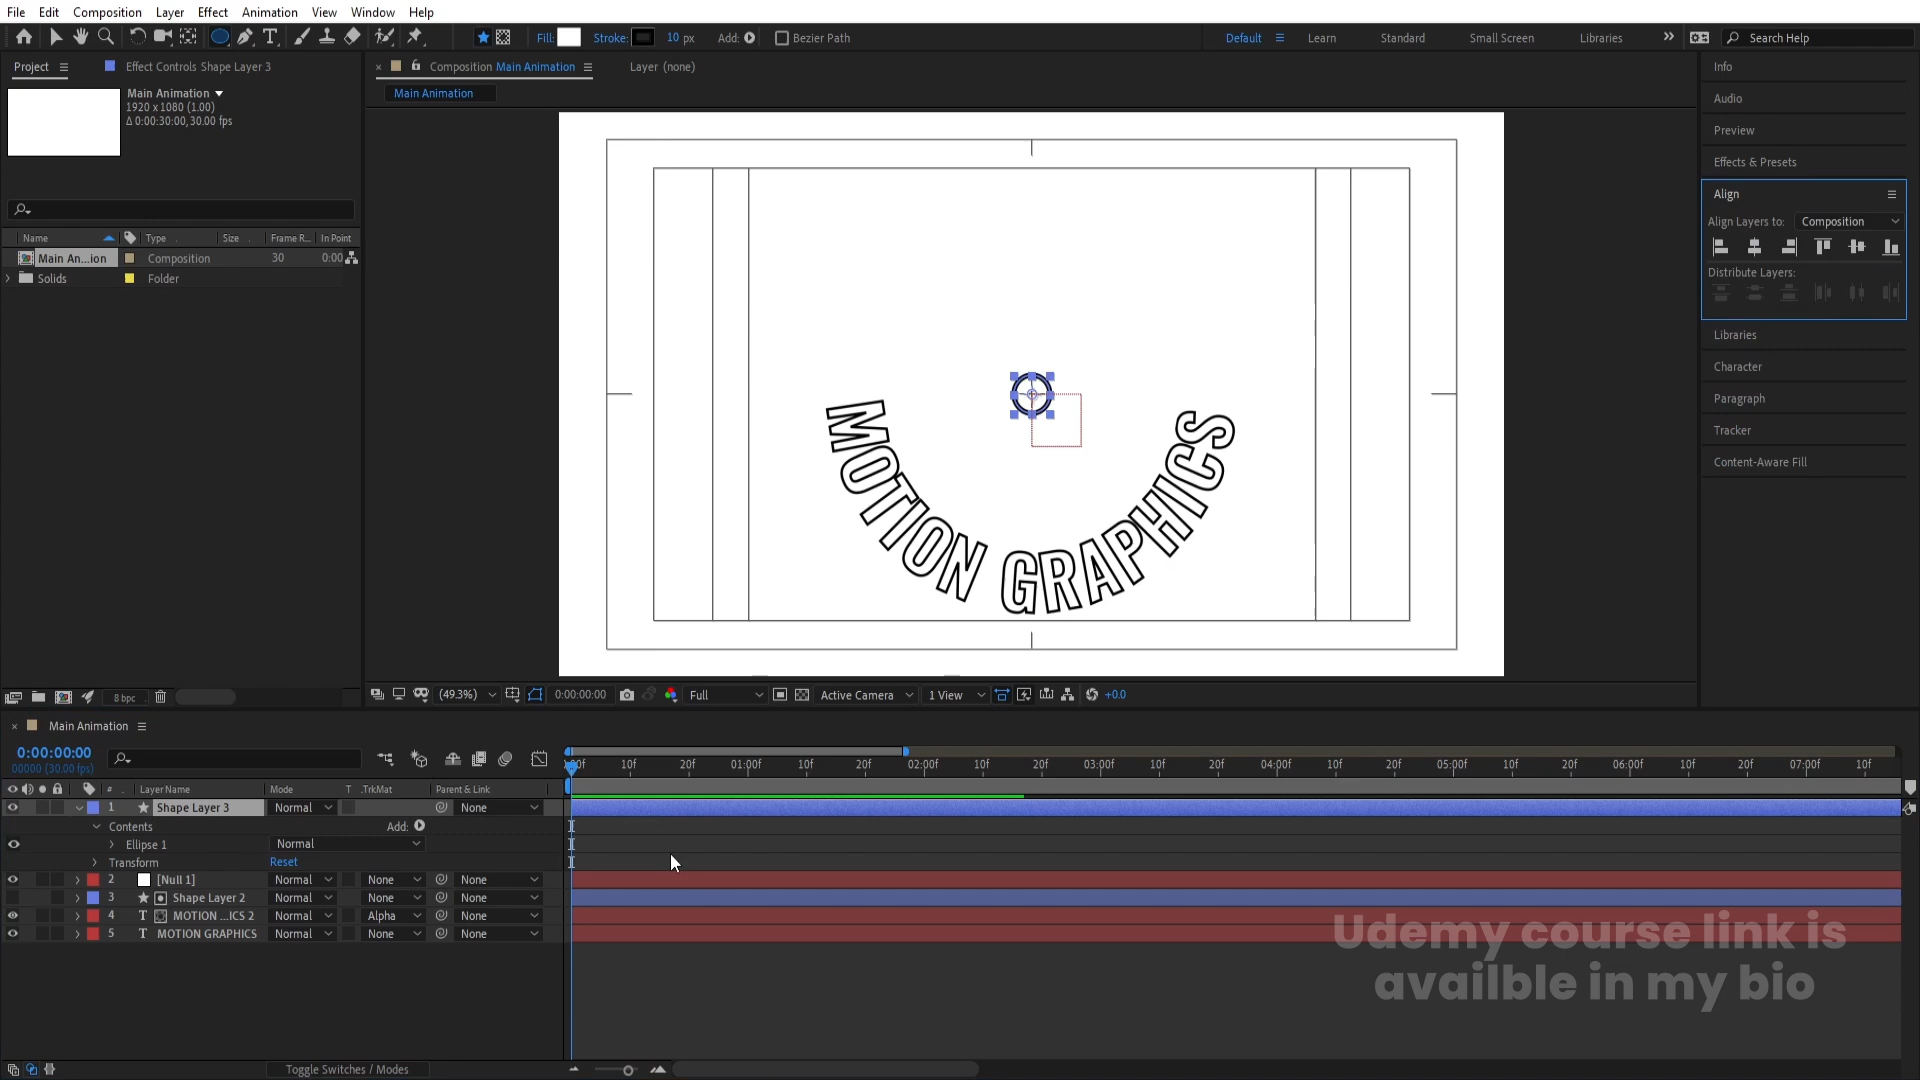 File Edit Composition Layer Effect Animation View Window Help
Fill: Stroke: 10 px Add: Bezier Path Default Learn Standard Small Screen Libraries Search Help
Project Effect Controls Shape Layer 3
Composition Main Animation Layer (none)
Main Animation
Main Animation
1920 x 1080 (1.00)
Δ 0:00:30:00, 30.00 fps
Name Type Size Frame R... In Point
Main An...ion Composition 30 0:00
Solids Folder
MOTION GRAPHICS
Info
Audio
Preview
Effects & Presets
Align
Align Layers to: Composition
Distribute Layers:
Libraries
Character
Paragraph
Tracker
Content-Aware Fill
8 bpc
(49.3%) 0:00:00:00 Full Active Camera 1 View +0.0
Main Animation
0:00:00:00
00000 (30.00 fps)
10f 20f 01:00f 10f 20f 02:00f 10f 20f 03:00f 10f 20f 04:00f 10f 20f 05:00f 10f 20f 06:00f 10f 20f 07:00f 10f
# Layer Name Mode T .TrkMat Parent & Link
1 Shape Layer 3 Normal None
Contents Add:
Ellipse 1 Normal
Transform Reset
2 [Null 1] Normal None None
3 Shape Layer 2 Normal None None
4 T MOTION ...ICS 2 Normal Alpha None
5 T MOTION GRAPHICS Normal None None
Udemy course link is
availble in my bio
Toggle Switches / Modes